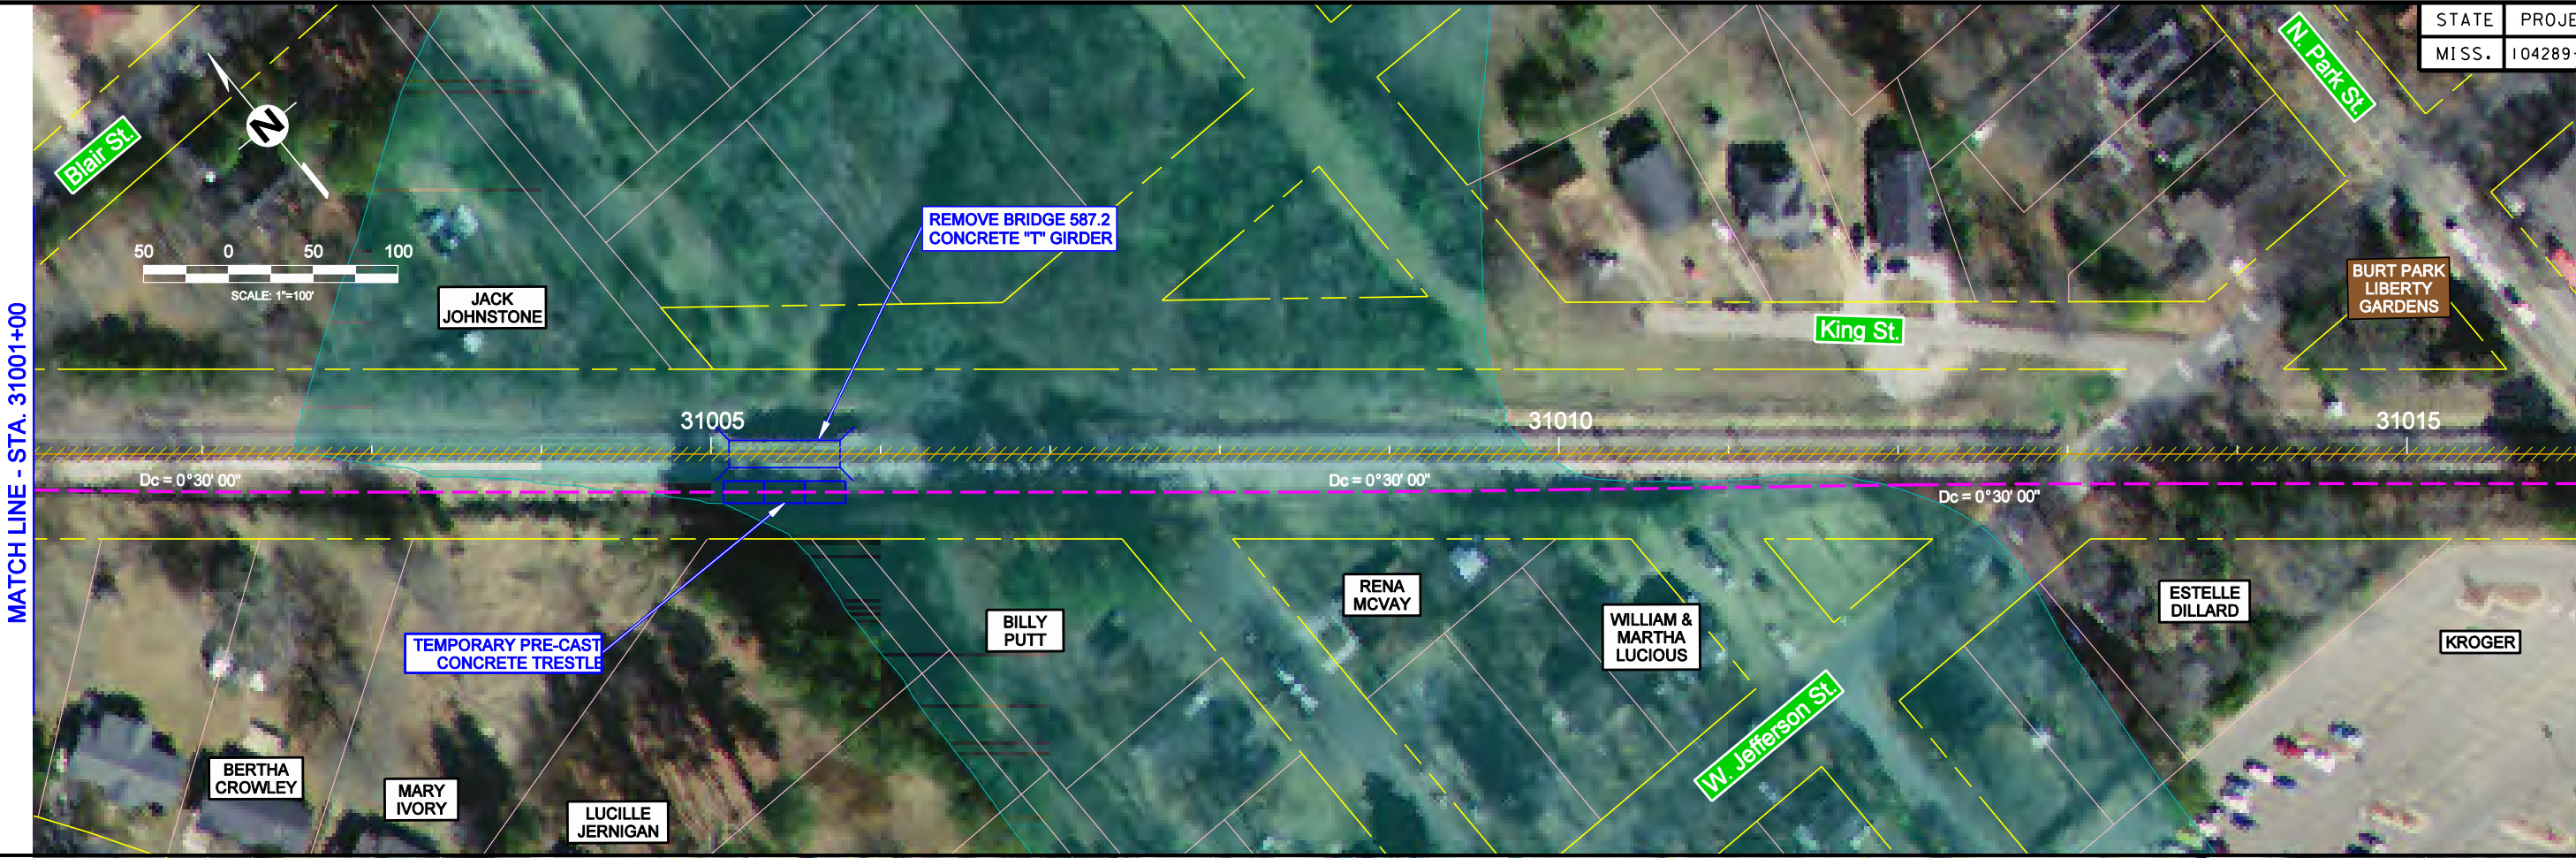 STATE PROJE
MISS. 104289-
N. Park St.
Blair St.
N
50 0 50 100
SCALE: 1"=100'
REMOVE BRIDGE 587.2
CONCRETE "T" GIRDER
JACK
JOHNSTONE
BURT PARK
LIBERTY
GARDENS
King St.
MATCH LINE - STA. 31001+00
31005
31010
31015
Dc = 0°30' 00"
Dc = 0°30' 00"
Dc = 0°30' 00"
TEMPORARY PRE-CAST
CONCRETE TRESTLE
BILLY
PUTT
RENA
MCVAY
WILLIAM &
MARTHA
LUCIOUS
ESTELLE
DILLARD
KROGER
W. Jefferson St.
BERTHA
CROWLEY
MARY
IVORY
LUCILLE
JERNIGAN